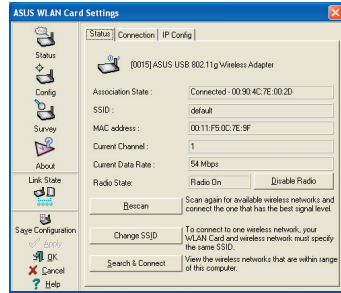 ASUS WLAN Card Settings
Status
Config
Survey
About
Link State
Save Configuration
Apply
OK
Cancel
Help
Status Connection IP Config
[0015] ASUS USB 802.11g Wireless Adapter
Association State : Connected - 00:90:4C:7E:00:2D
SSID : default
MAC address : 00:11:F5:0C:7E:9F
Current Channel : 1
Current Data Rate : 54 Mbps
Radio State: Radio On Disable Radio
Rescan
Scan again for available wireless networks and
connect the one that has the best signal level.
Change SSID
To connect to one wireless network, your
WLAN Card and wireless network must specify
the same SSID.
Search & Connect
View the wireless networks that are within range
of this computer.